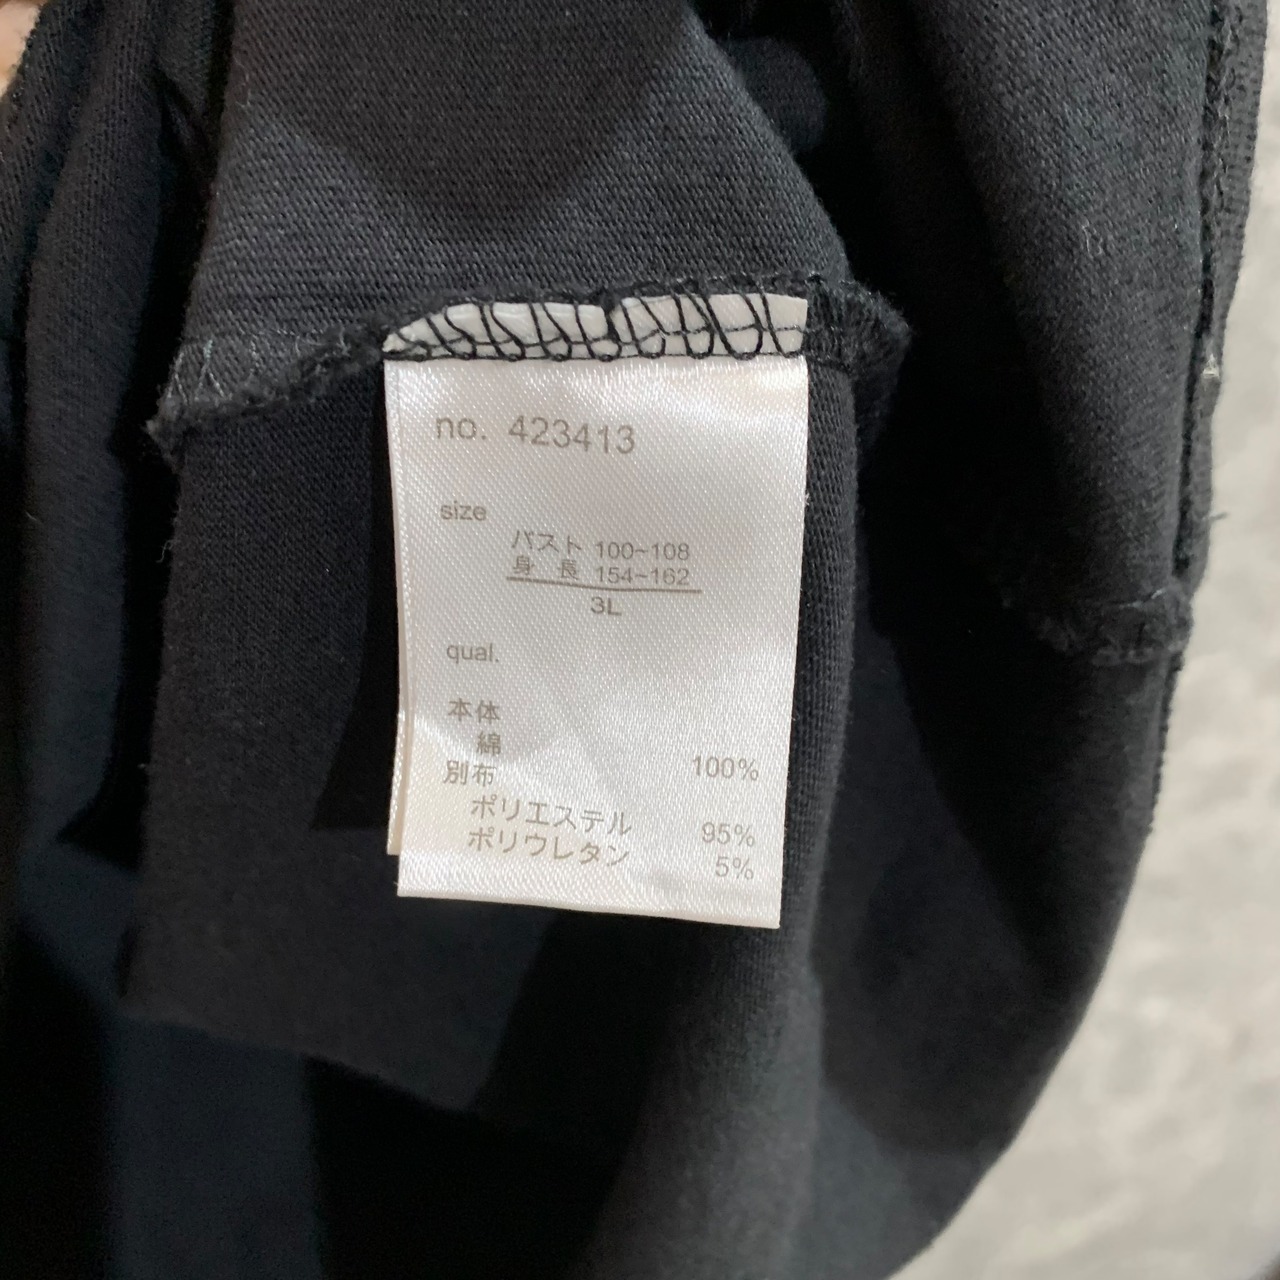 no. 423413
size
バスト 100~108
身 長 154~162
3L
qual.
本体
綿 100%
別布
ポリエステル 95%
ポリウレタン 5%